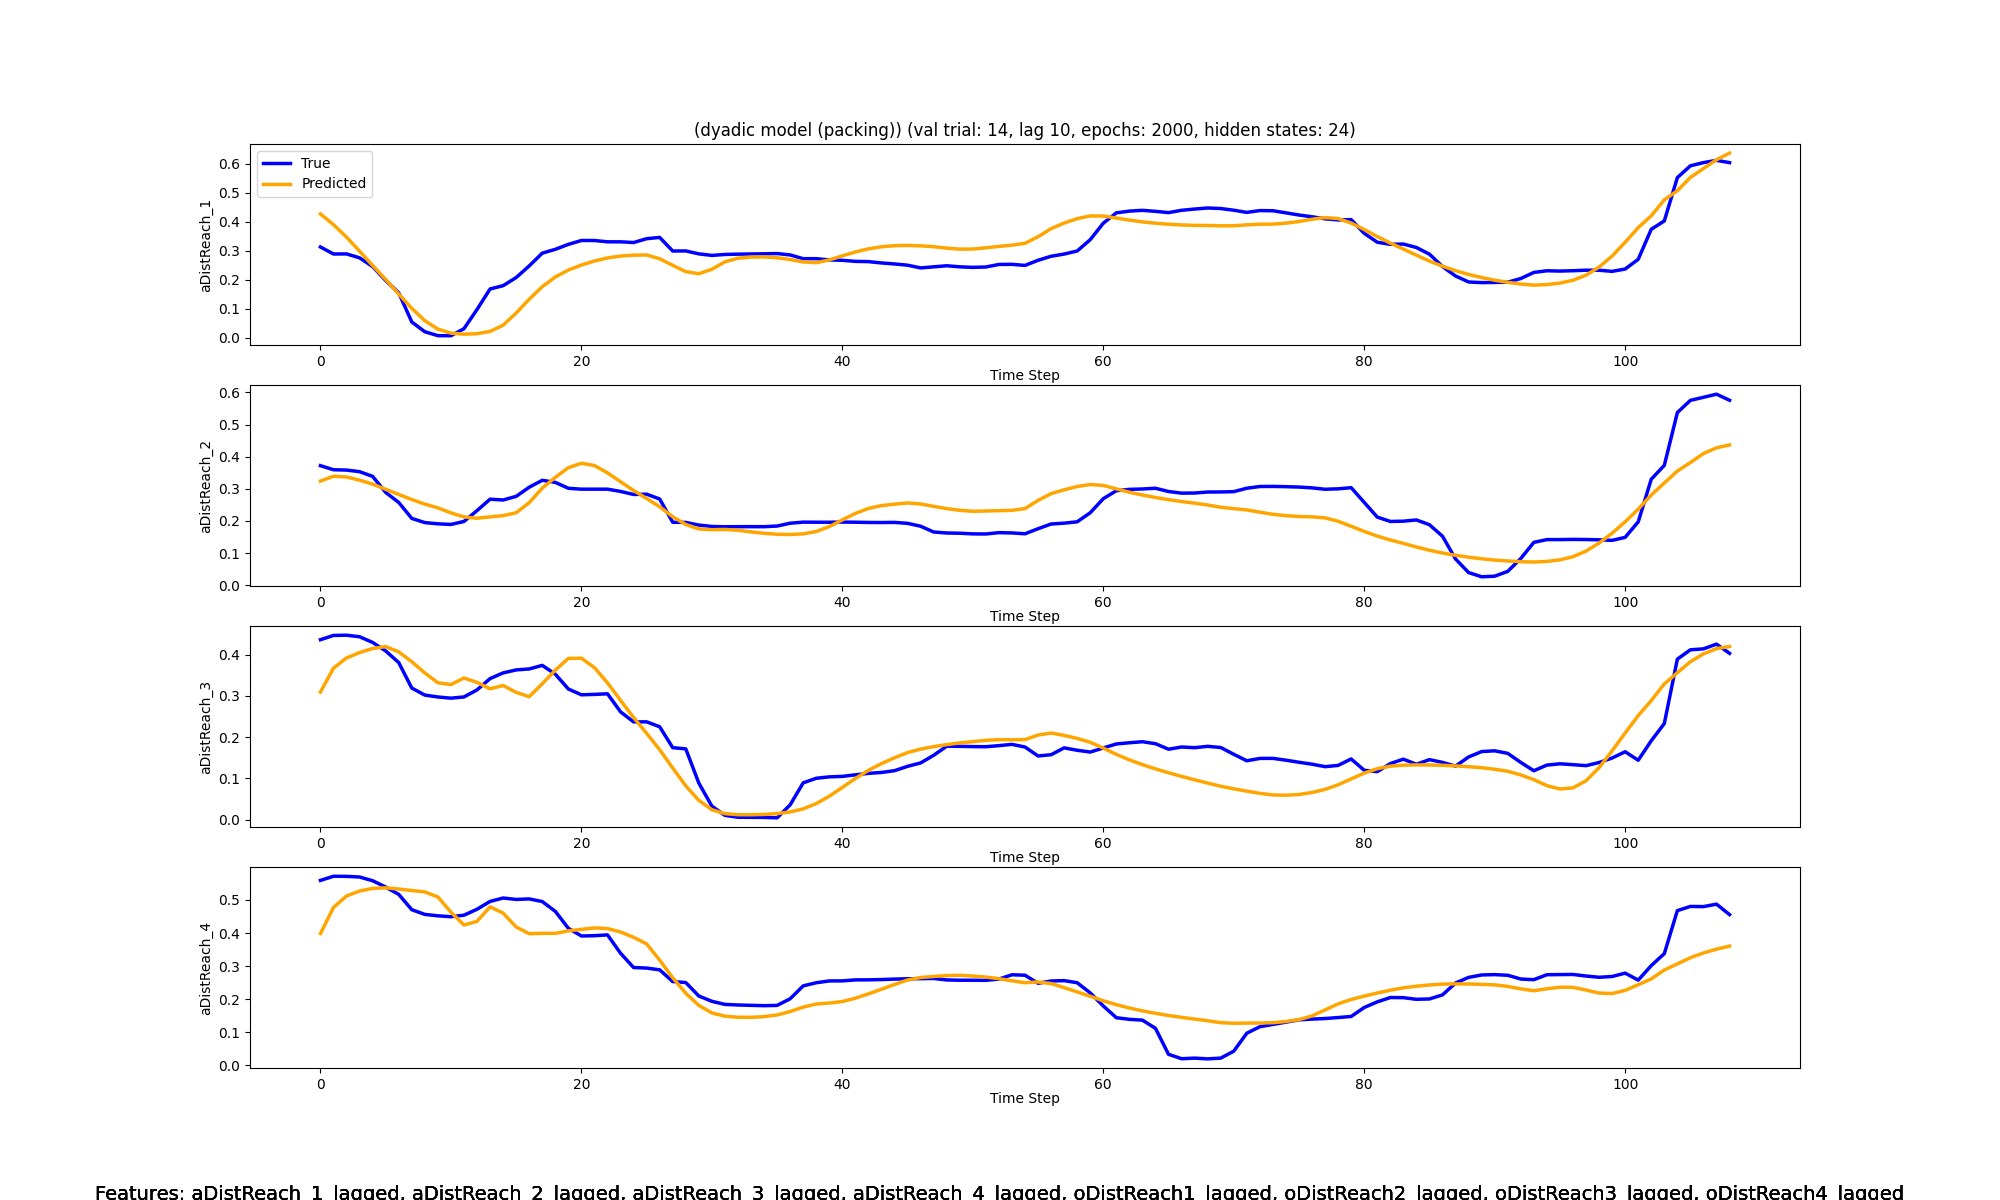 (dyadic model (packing)) (val trial: 14, lag 10, epochs: 2000, hidden states: 24)
True
Predicted
aDistReach_1
0.6
0.5
0.4
0.3
0.2
0.1
0.0
0 20 40 60 80 100
Time Step
aDistReach_2
0.6
0.5
0.4
0.3
0.2
0.1
0.0
0 20 40 60 80 100
Time Step
aDistReach_3
0.4
0.3
0.2
0.1
0.0
0 20 40 60 80 100
Time Step
aDistReach_4
0.5
0.4
0.3
0.2
0.1
0.0
0 20 40 60 80 100
Time Step
Features: aDistReach_1_lagged, aDistReach_2_lagged, aDistReach_3_lagged, aDistReach_4_lagged, oDistReach1_lagged, oDistReach2_lagged, oDistReach3_lagged, oDistReach4_lagged